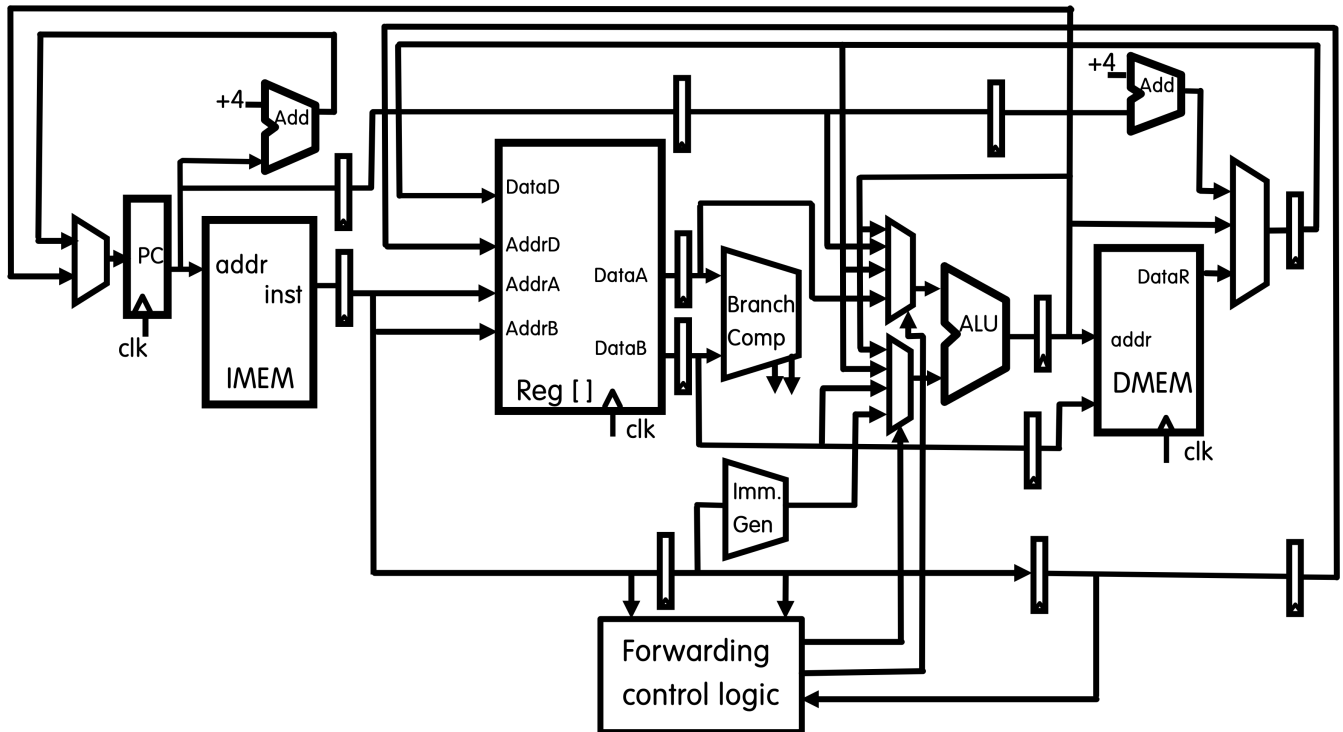 +4
Add
+4
Add
PC
clk
addr
inst
IMEM
DataD
AddrD
AddrA
AddrB
DataA
DataB
Reg [ ]
clk
Branch
Comp
ALU
DataR
addr
DMEM
clk
Imm.
Gen
Forwarding
control logic